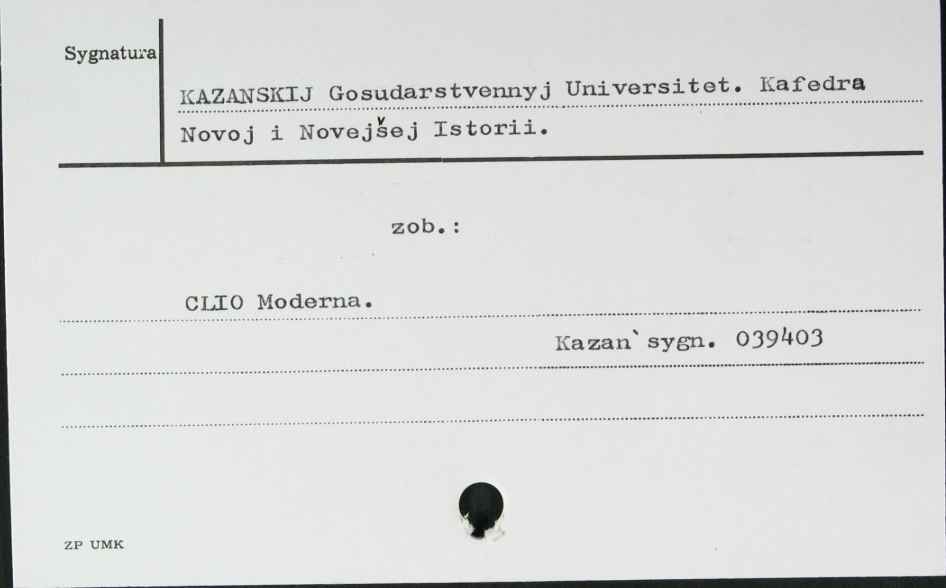 Sygnatura
KAZANSKIJ Gosudarstvennyj Universitet. Kafedra
Novoj i Novejšej Istorii.
zob.:
CLIO Moderna.
Kazan` sygn. 039403
ZP UMK